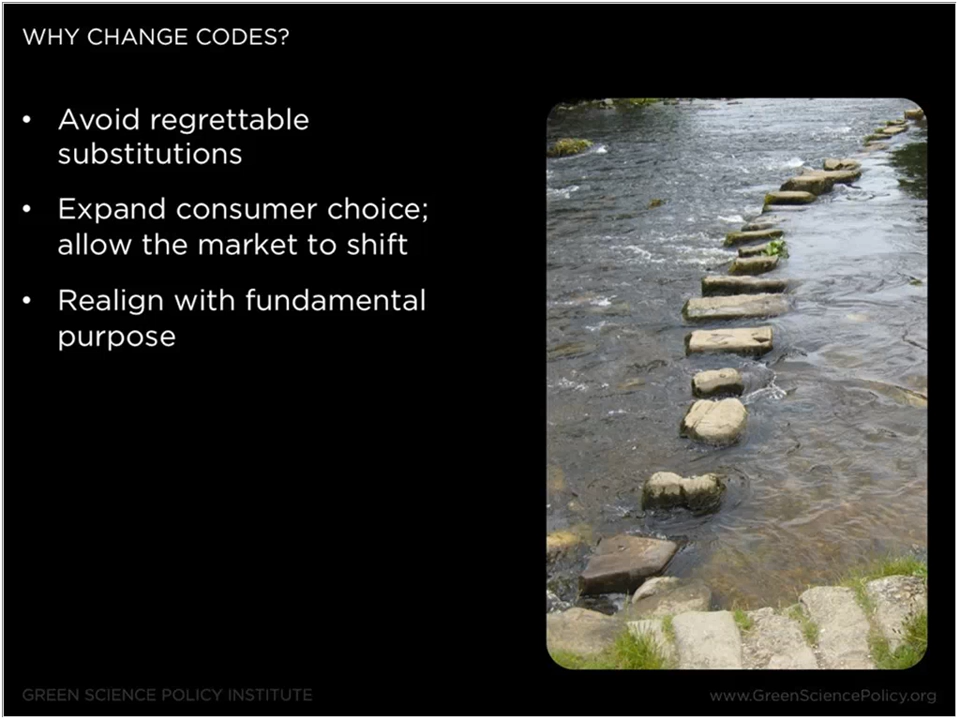 WHY CHANGE CODES?
• Avoid regrettable
substitutions
• Expand consumer choice;
allow the market to shift
• Realign with fundamental
purpose
GREEN SCIENCE POLICY INSTITUTE
www.GreenSciencePolicy.org